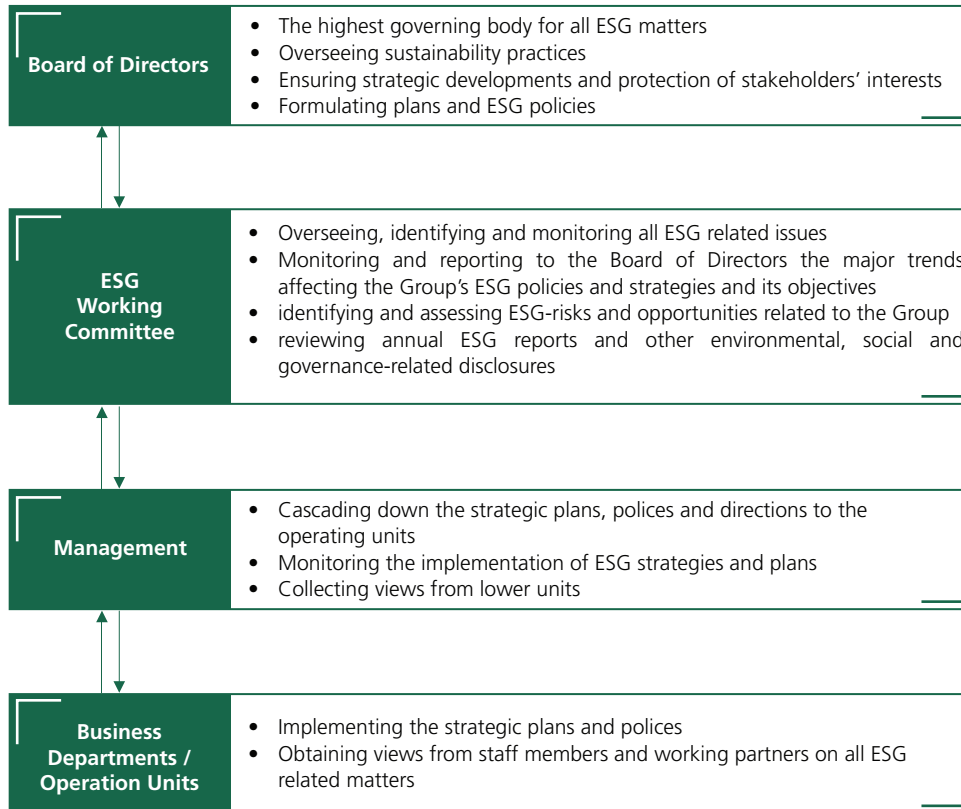 Board of Directors
• The highest governing body for all ESG matters
• Overseeing sustainability practices
• Ensuring strategic developments and protection of stakeholders’ interests
• Formulating plans and ESG policies
ESG
Working
Committee
• Overseeing, identifying and monitoring all ESG related issues
• Monitoring and reporting to the Board of Directors the major trends
affecting the Group’s ESG policies and strategies and its objectives
• identifying and assessing ESG-risks and opportunities related to the Group
• reviewing annual ESG reports and other environmental, social and
governance-related disclosures
Management
• Cascading down the strategic plans, polices and directions to the
operating units
• Monitoring the implementation of ESG strategies and plans
• Collecting views from lower units
Business
Departments /
Operation Units
• Implementing the strategic plans and polices
• Obtaining views from staff members and working partners on all ESG
related matters